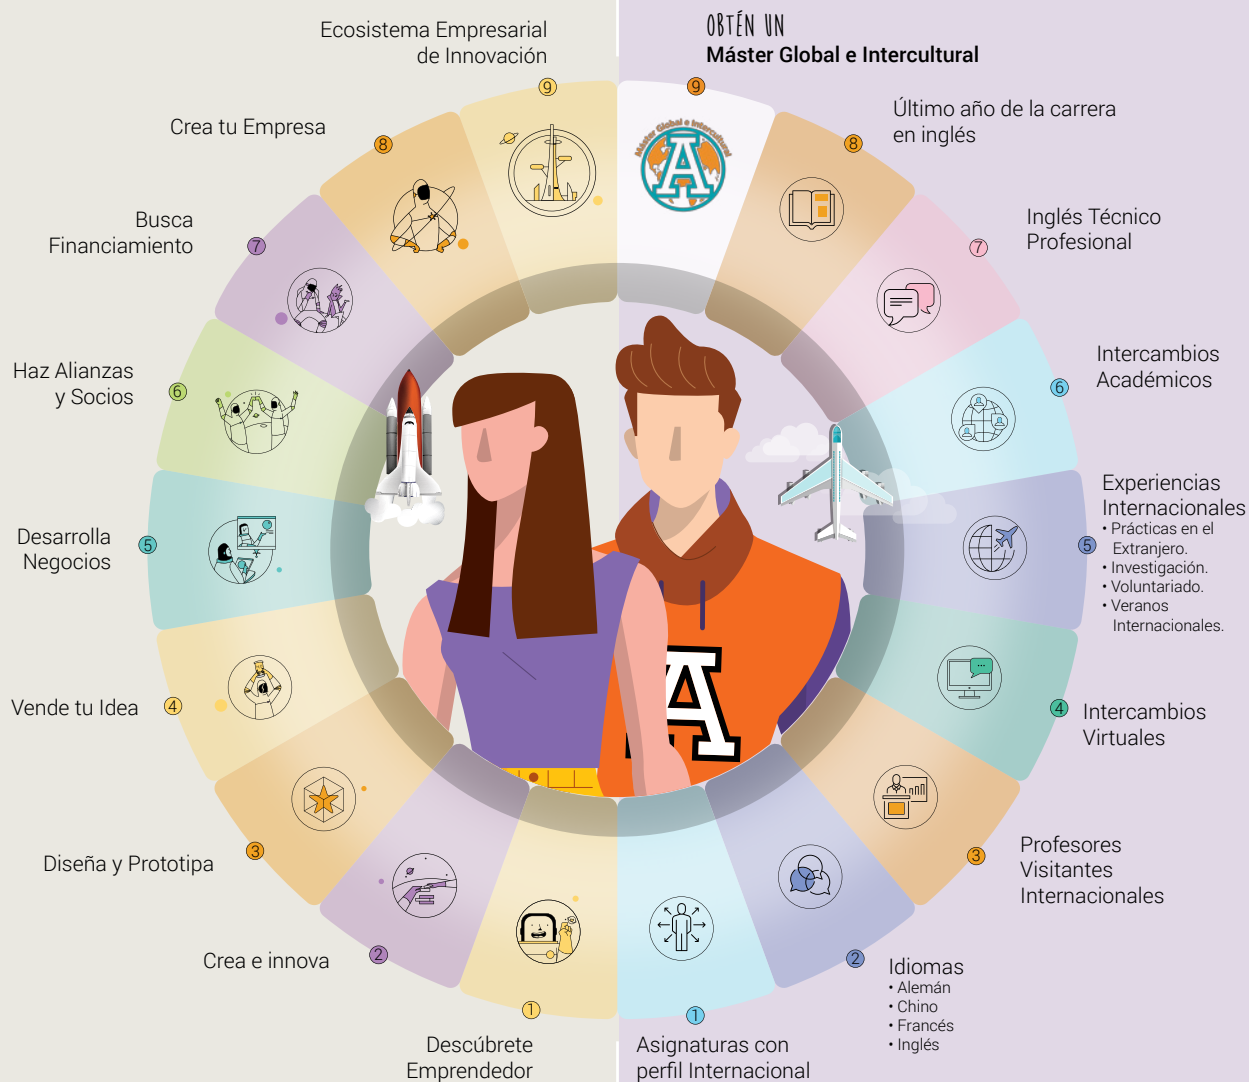 Ecosistema Empresarial
de Innovación
9
Crea tu Empresa
8
Busca
Financiamiento
7
Haz Alianzas
y Socios
6
Desarrolla
Negocios
5
Vende tu Idea
4
Diseña y Prototipa
3
Crea e innova
2
Descúbrete
Emprendedor
1
OBTÉN UN
Máster Global e Intercultural
9
Máster Global e Intercultural
A
Último año de la carrera
en inglés
8
Inglés Técnico
Profesional
7
Intercambios
Académicos
6
Experiencias
Internacionales
• Prácticas en el
Extranjero.
• Investigación.
• Voluntariado.
• Veranos
Internacionales.
5
Intercambios
Virtuales
4
Profesores
Visitantes
Internacionales
3
Idiomas
• Alemán
• Chino
• Francés
• Inglés
2
Asignaturas con
perfil Internacional
1
A